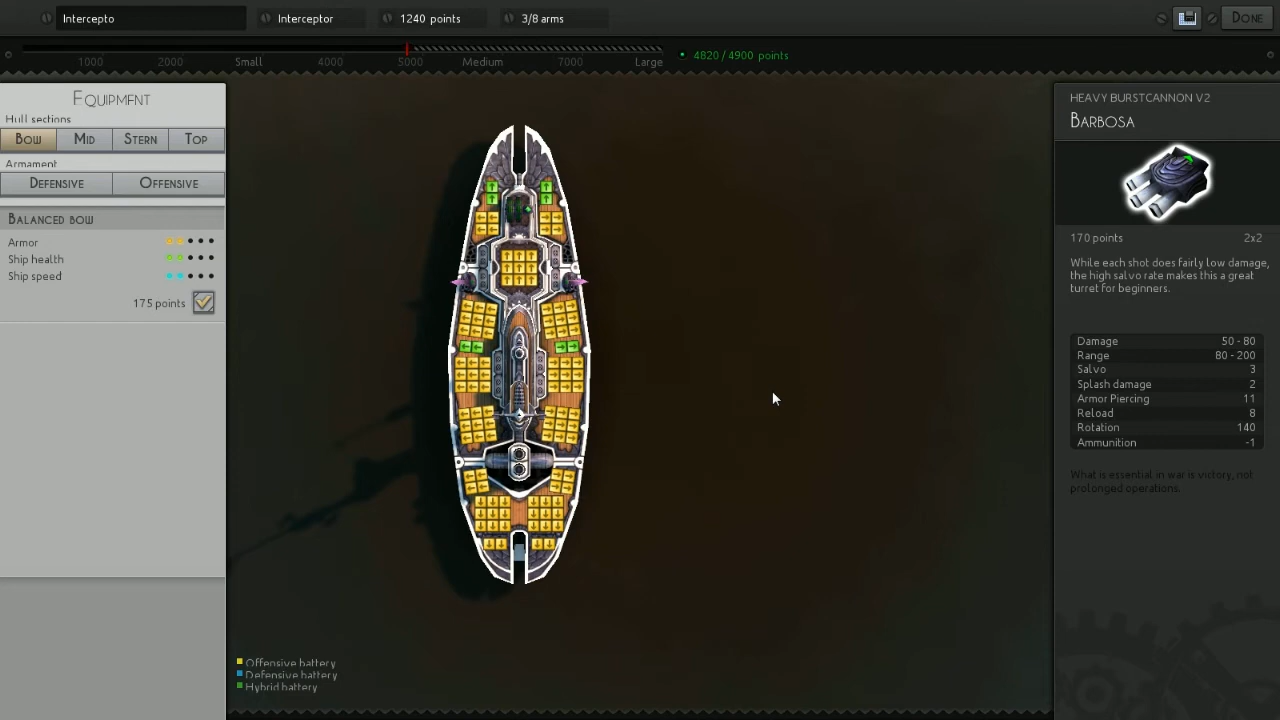 Intercepto
Interceptor
1240 points
3/8 arms
DONE
1000
2000
Small
4000
5000
Medium
7000
Large
4820 / 4900 points
EQUIPMENT
Hull sections
BOW
MID
STERN
TOP
Armament
DEFENSIVE
OFFENSIVE
BALANCED BOW
Armor
Ship health
Ship speed
175 points
Offensive battery
Defensive battery
Hybrid battery
HEAVY BURSTCANNON V2
BARBOSA
170 points 2x2
While each shot does fairly low damage,
the high salvo rate makes this a great
turret for beginners.
Damage 50 - 80
Range 80 - 200
Salvo 3
Splash damage 2
Armor Piercing 11
Reload 8
Rotation 140
Ammunition -1
What is essential in war is victory, not
prolonged operations.